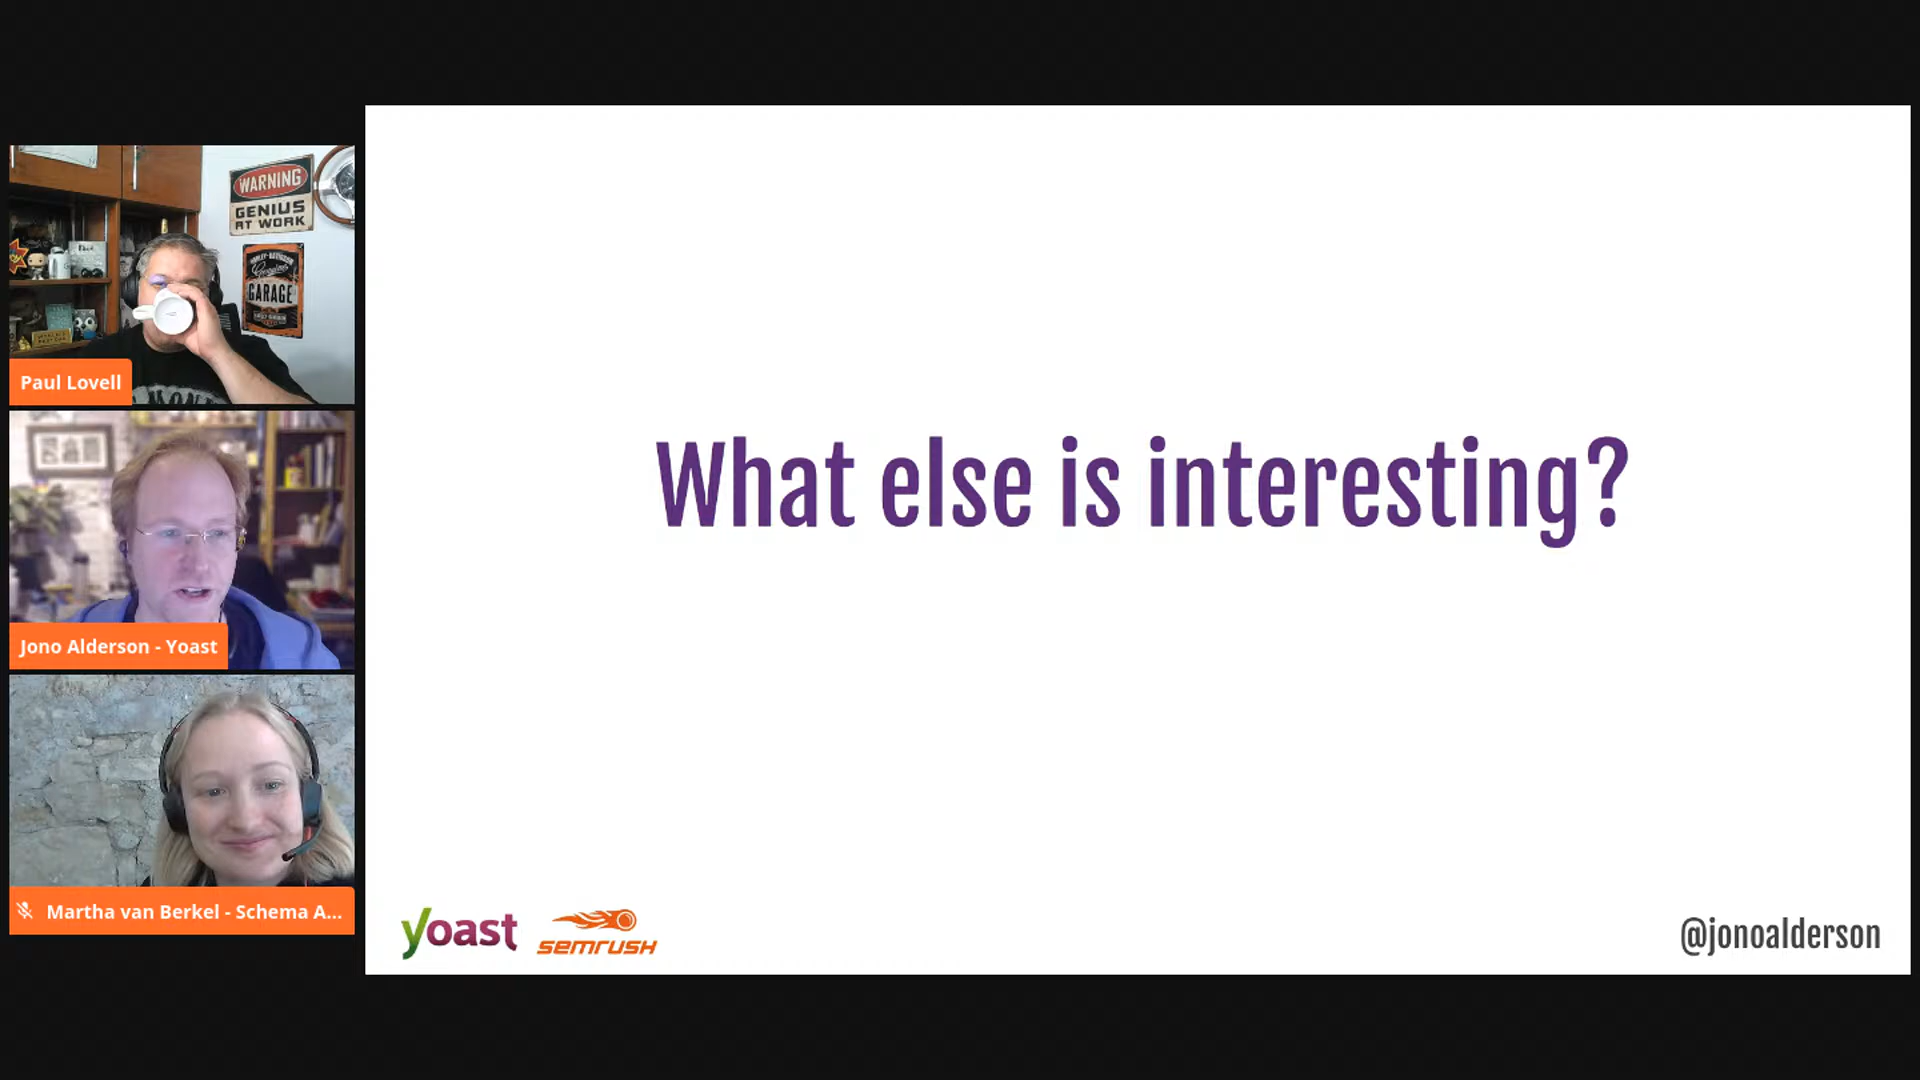 WARNING
GENIUS
AT WORK
GARAGE
Paul Lovell
Jono Alderson - Yoast
Martha van Berkel - Schema A...
What else is interesting?
yoast
semrush
@jonoalderson